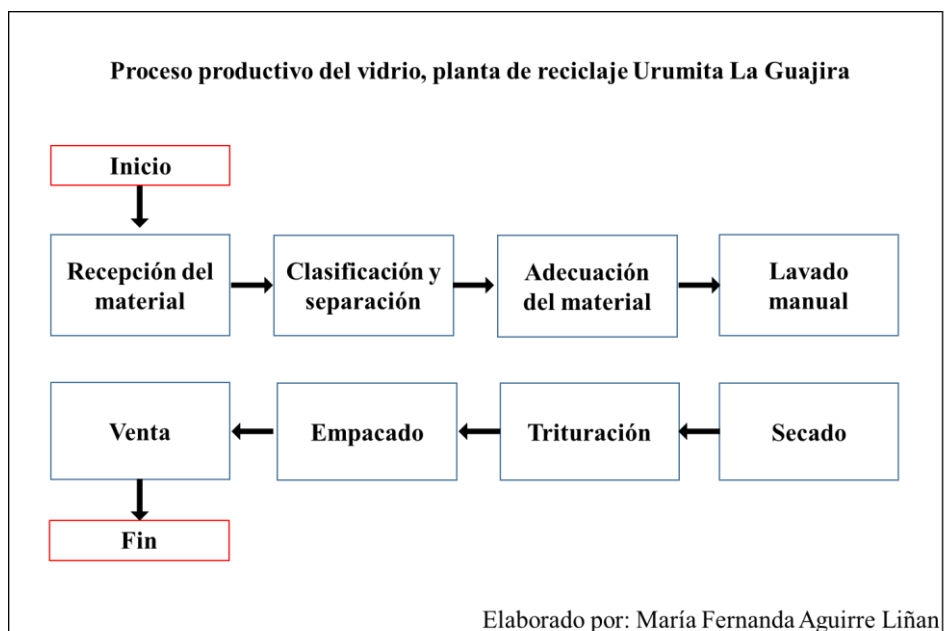 Proceso productivo del vidrio, planta de reciclaje Urumita La Guajira
Inicio
Recepción del
material
Clasificación y
separación
Adecuación
del material
Lavado
manual
Venta
Empacado
Trituración
Secado
Fin
Elaborado por: María Fernanda Aguirre Liñan